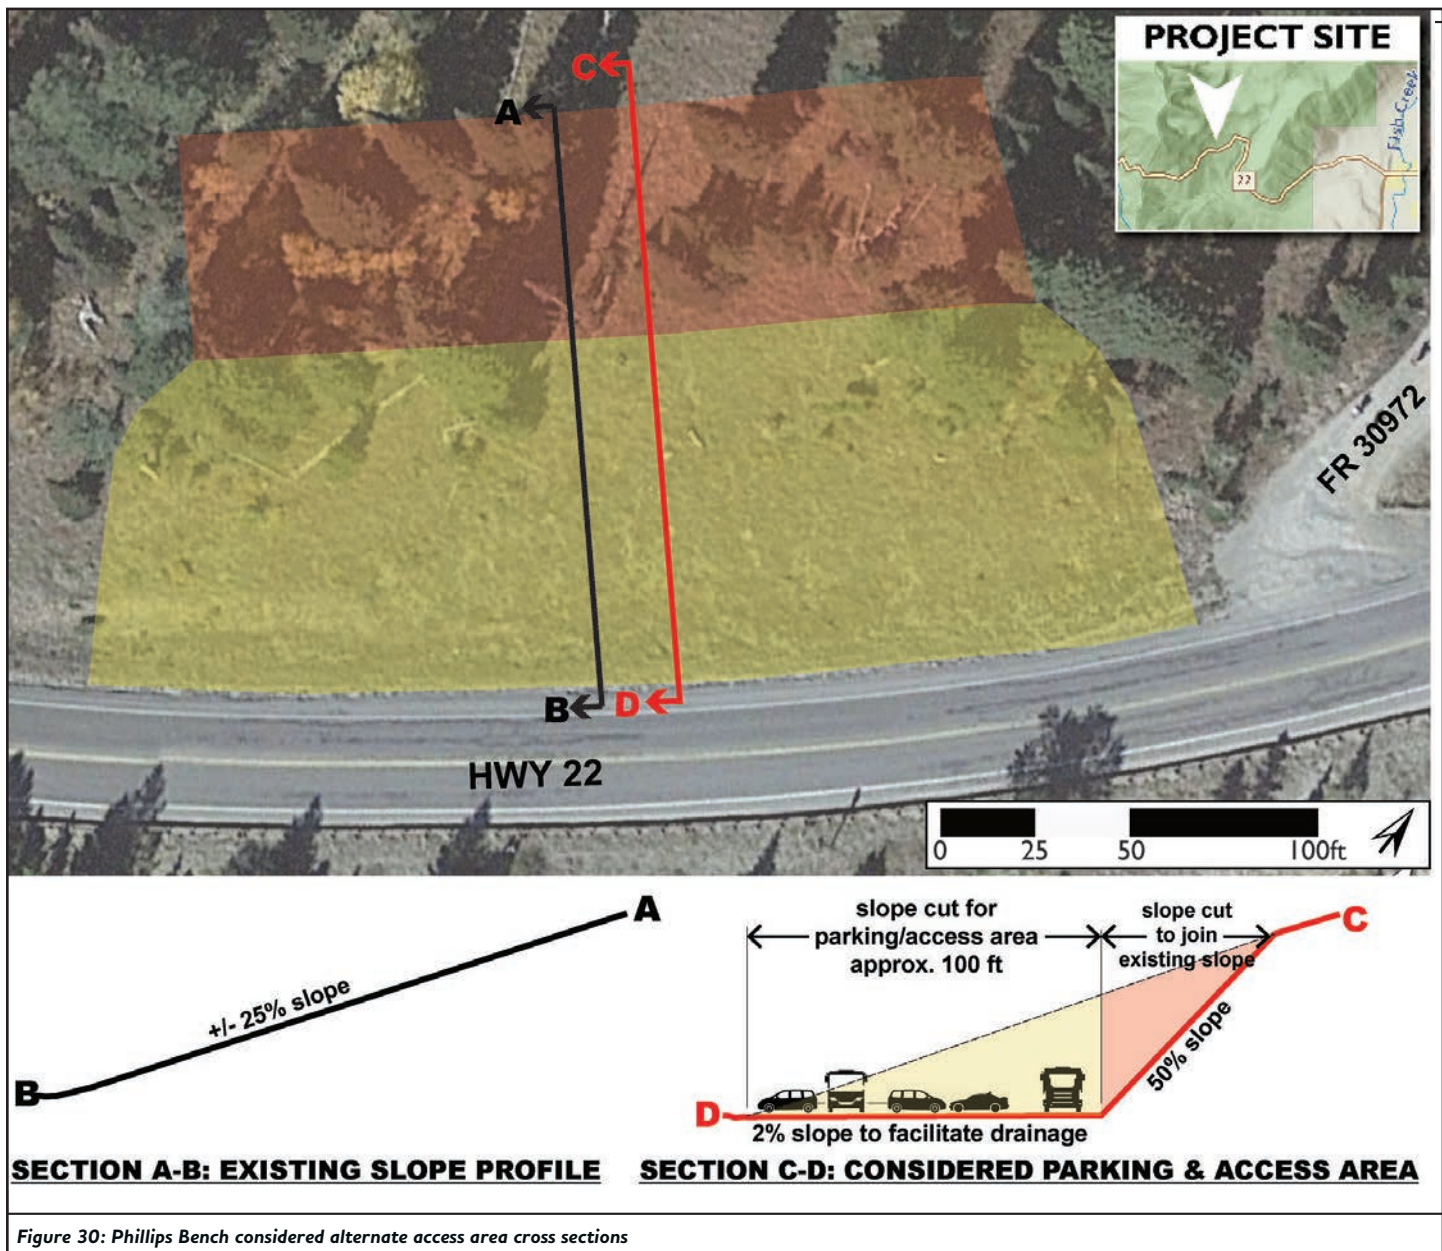 PROJECT SITE
Fish Creek
22
C
A
FR 30972
B
D
HWY 22
0 25 50 100ft
A
+/- 25% slope
B
slope cut for
parking/access area
approx. 100 ft
slope cut
to join
existing slope
C
50% slope
D
2% slope to facilitate drainage
SECTION A-B: EXISTING SLOPE PROFILE
SECTION C-D: CONSIDERED PARKING & ACCESS AREA
Figure 30: Phillips Bench considered alternate access area cross sections